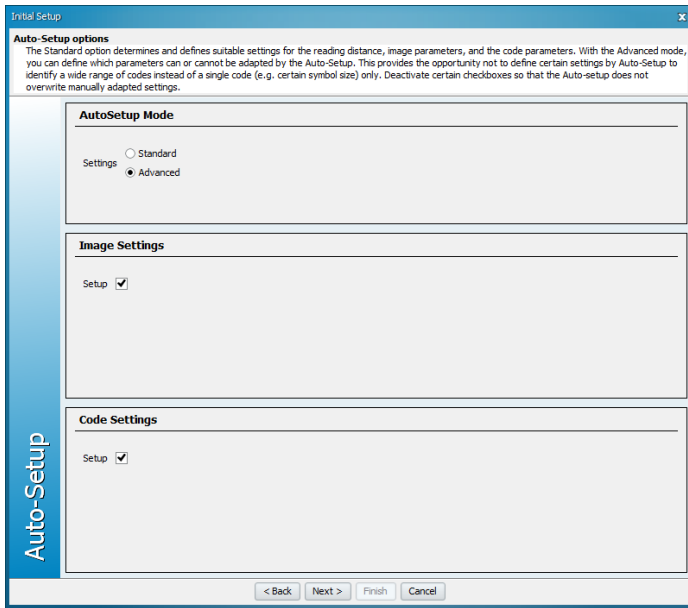 Initial Setup
Auto-Setup options
The Standard option determines and defines suitable settings for the reading distance, image parameters, and the code parameters. With the Advanced mode,
you can define which parameters can or cannot be adapted by the Auto-Setup. This provides the opportunity not to define certain settings by Auto-Setup to
identify a wide range of codes instead of a single code (e.g. certain symbol size) only. Deactivate certain checkboxes so that the Auto-setup does not
overwrite manually adapted settings.
AutoSetup Mode
Standard
Settings
Advanced
Image Settings
Setup
Code Settings
Setup
Auto-Setup
< Back Next > Finish Cancel